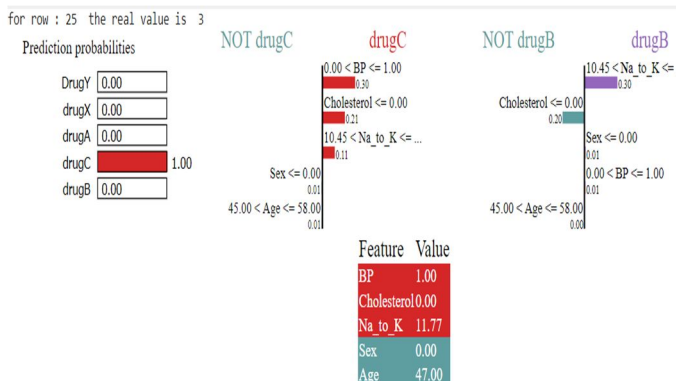 for row : 25 the real value is 3
Prediction probabilities
DrugY 0.00
drugX 0.00
drugA 0.00
drugC 1.00
drugB 0.00
NOT drugC drugC
0.00 < BP <= 1.00
0.30
Cholesterol <= 0.00
0.21
10.45 < Na_to_K <= ...
0.11
Sex <= 0.00
0.01
45.00 < Age <= 58.00
0.01
NOT drugB drugB
10.45 < Na_to_K <=
0.30
Cholesterol <= 0.00
0.20
Sex <= 0.00
0.01
0.00 < BP <= 1.00
0.01
45.00 < Age <= 58.00
0.00
Feature Value
BP 1.00
Cholesterol 0.00
Na_to_K 11.77
Sex 0.00
Age 47.00